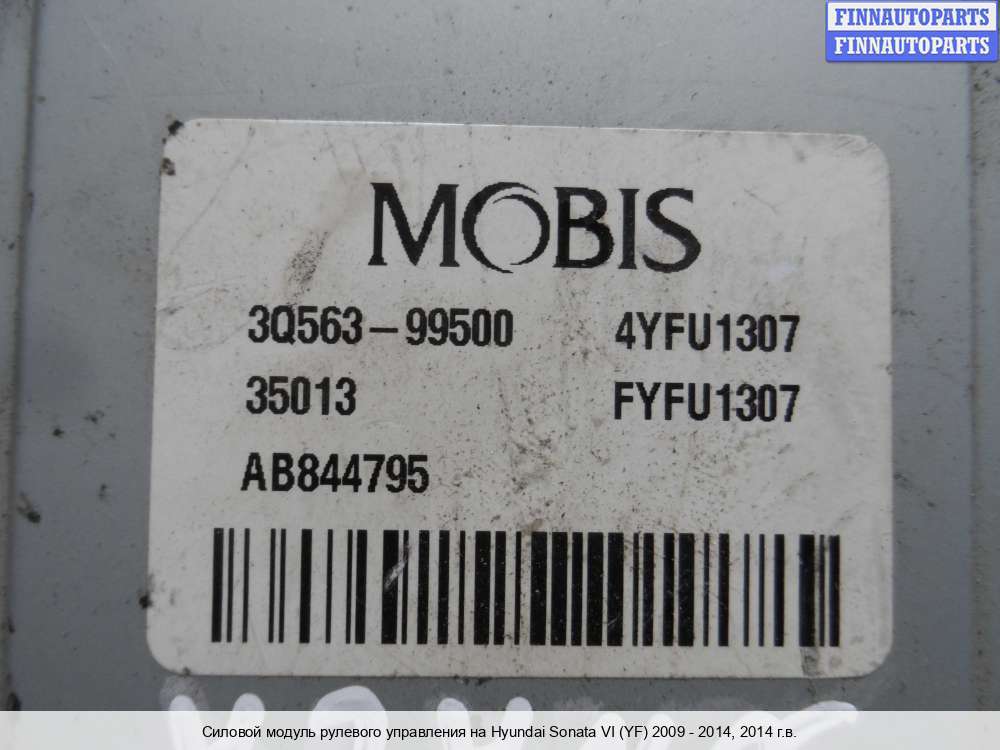 FINNAUTOPARTS
FINNAUTOPARTS
MOBIS
3Q563-99500 4YFU1307
35013 FYFU1307
AB844795
Силовой модуль рулевого управления на Hyundai Sonata VI (YF) 2009 - 2014, 2014 г.в.